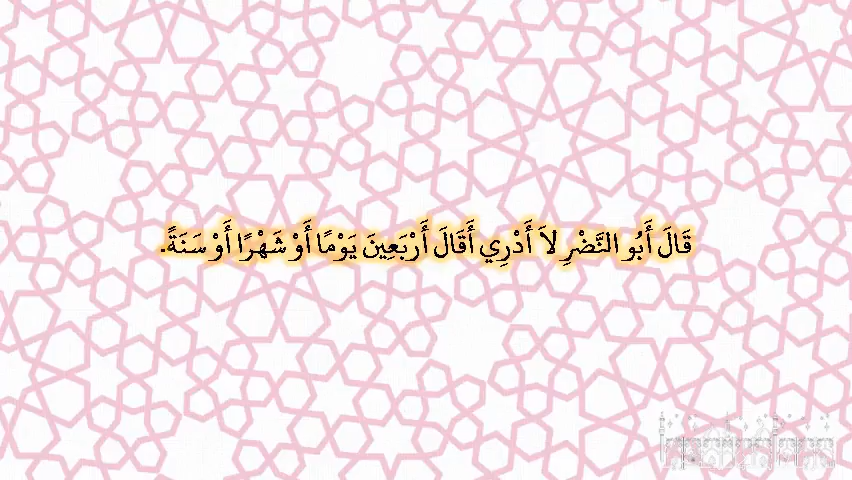 قَالَ أَبُو النَّضْرِ لاَ أَدْرِي أَقَالَ أَرْبَعِينَ يَوْمًا أَوْ شَهْرًا أَوْ سَنَةً.